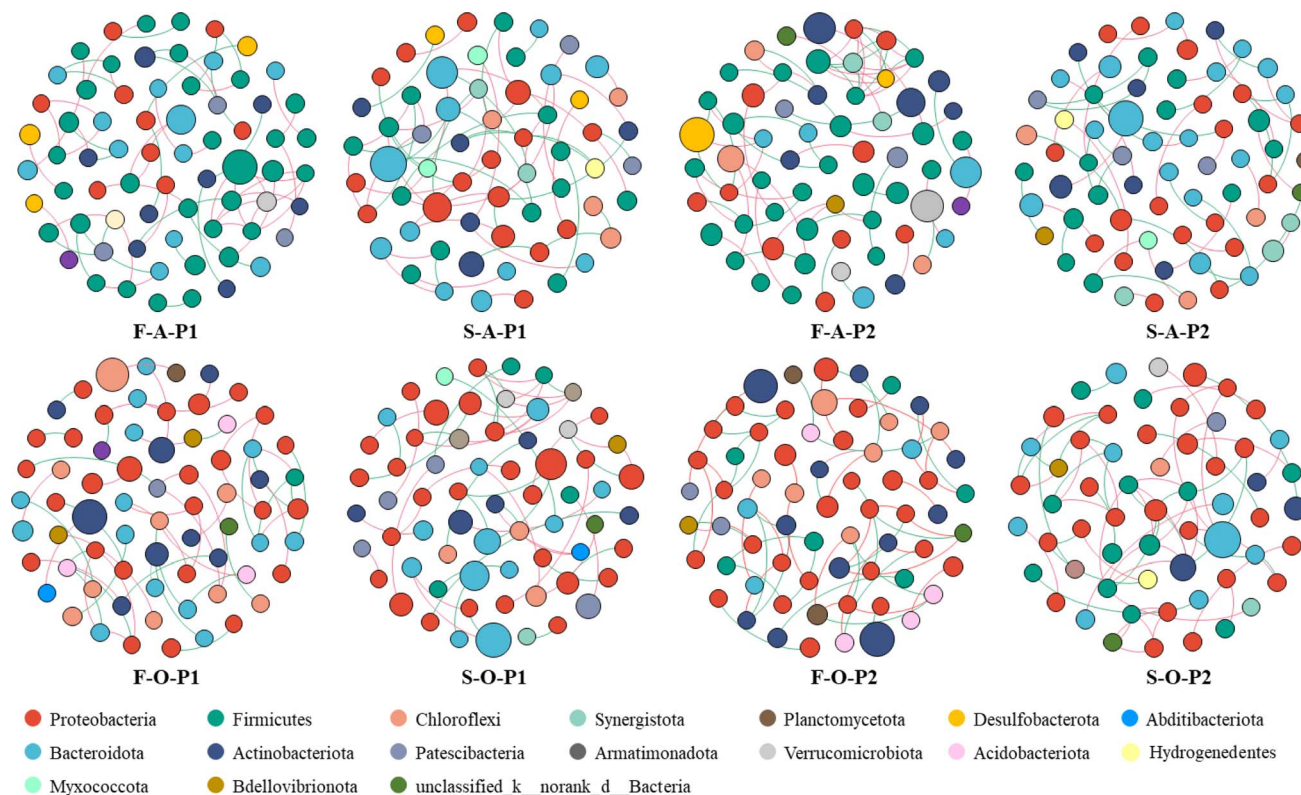 F-A-P1 S-A-P1 F-A-P2 S-A-P2
F-O-P1 S-O-P1 F-O-P2 S-O-P2
Proteobacteria Firmicutes Chloroflexi Synergistota Planctomycetota Desulfobacterota Abditibacteriota
Bacteroidota Actinobacteriota Patescibacteria Armatimonadota Verrucomicrobiota Acidobacteriota Hydrogenedentes
Myxococcota Bdellovibrionota unclassified_k__norank_d__Bacteria